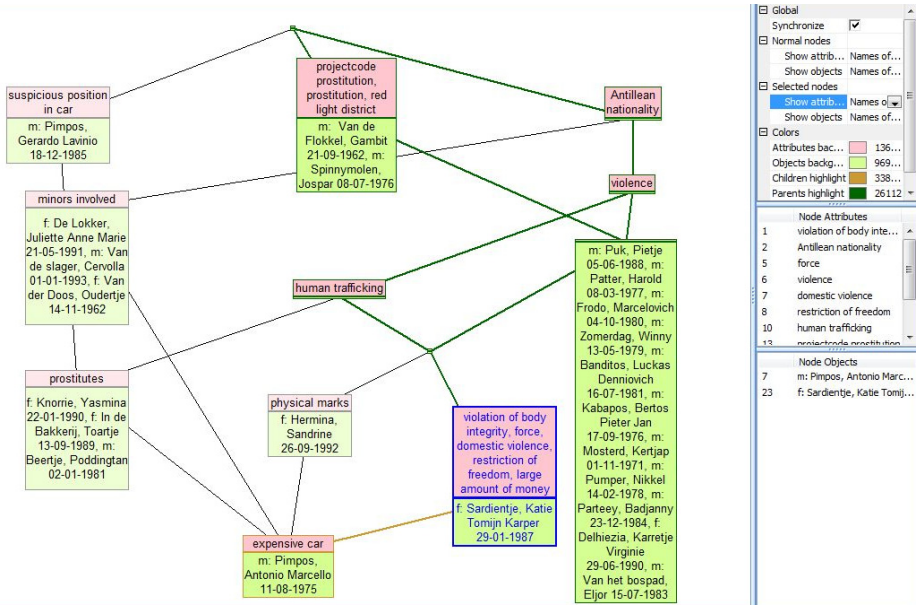 projectcode
prostitution,
prostitution, red
light district
m: Van de
Flokkel, Gambit
21-09-1962, m:
Spinnymolen,
Jospar 08-07-1976
suspicious position
in car
m: Pimpos,
Gerardo Lavinio
18-12-1985
Antillean
nationality
minors involved
f: De Lokker,
Juliette Anne Marie
21-05-1991, m: Van
de slager, Cervolla
01-01-1993, f: Van
der Doos, Oudertje
14-11-1962
violence
human trafficking
m: Puk, Pietje
05-06-1988, m:
Patter, Harold
08-03-1977, m:
Frodo, Marcelovich
04-10-1980, m:
Zomerdag, Winny
13-05-1979, m:
Banditos, Luckas
Denniovich
16-07-1981, m:
Kabapos, Bertos
Pieter Jan
17-09-1976, m:
Mosterd, Kertjap
01-11-1971, m:
Pumper, Nikkel
14-02-1978, m:
Parteey, Badjanny
23-12-1984, f:
Delhiezia, Karretje
Virginie
29-06-1990, m:
Van het bospad,
Eljor 15-07-1983
prostitutes
f: Knorrie, Yasmina
22-01-1990, f: In de
Bakkerij, Toartje
13-09-1989, m:
Beertje, Poddingtan
02-01-1981
physical marks
f: Hermina,
Sandrine
26-09-1992
violation of body
integrity, force,
domestic violence,
restriction of
freedom, large
amount of money
f: Sardientje, Katie
Tomijn Karper
29-01-1987
expensive car
m: Pimpos,
Antonio Marcello
11-08-1975
Global
Synchronize
Normal nodes
Show attrib... Names of...
Show objects Names of...
Selected nodes
Show attrib... Names o...
Show objects Names of...
Colors
Attributes bac... 136...
Objects backg... 969...
Children highlight 338...
Parents highlight 26112
Node Attributes
1 violation of body inte...
2 Antillean nationality
5 force
6 violence
7 domestic violence
8 restriction of freedom
10 human trafficking
13 projectcode prostitution
Node Objects
7 m: Pimpos, Antonio Marc...
23 f: Sardientje, Katie Tomij...